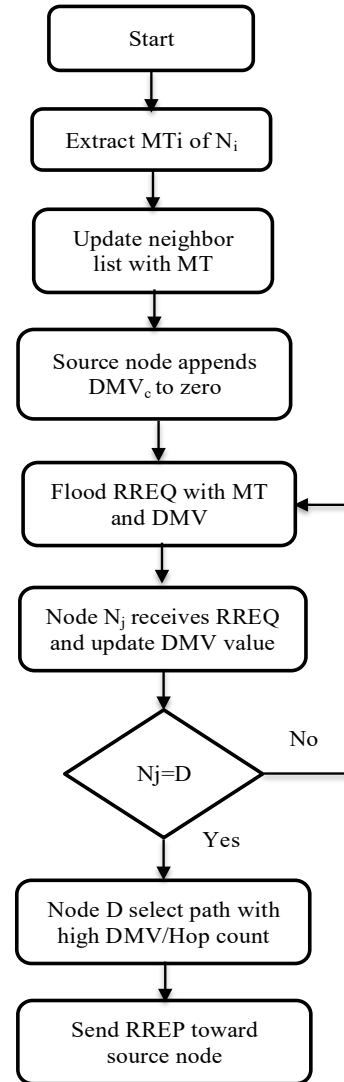 Start
Extract MTi of Nᵢ
Update neighbor
list with MT
Source node appends
DMV꜀ to zero
Flood RREQ with MT
and DMV
Node Nⱼ receives RREQ
and update DMV value
Nj=D
No
Yes
Node D select path with
high DMV/Hop count
Send RREP toward
source node